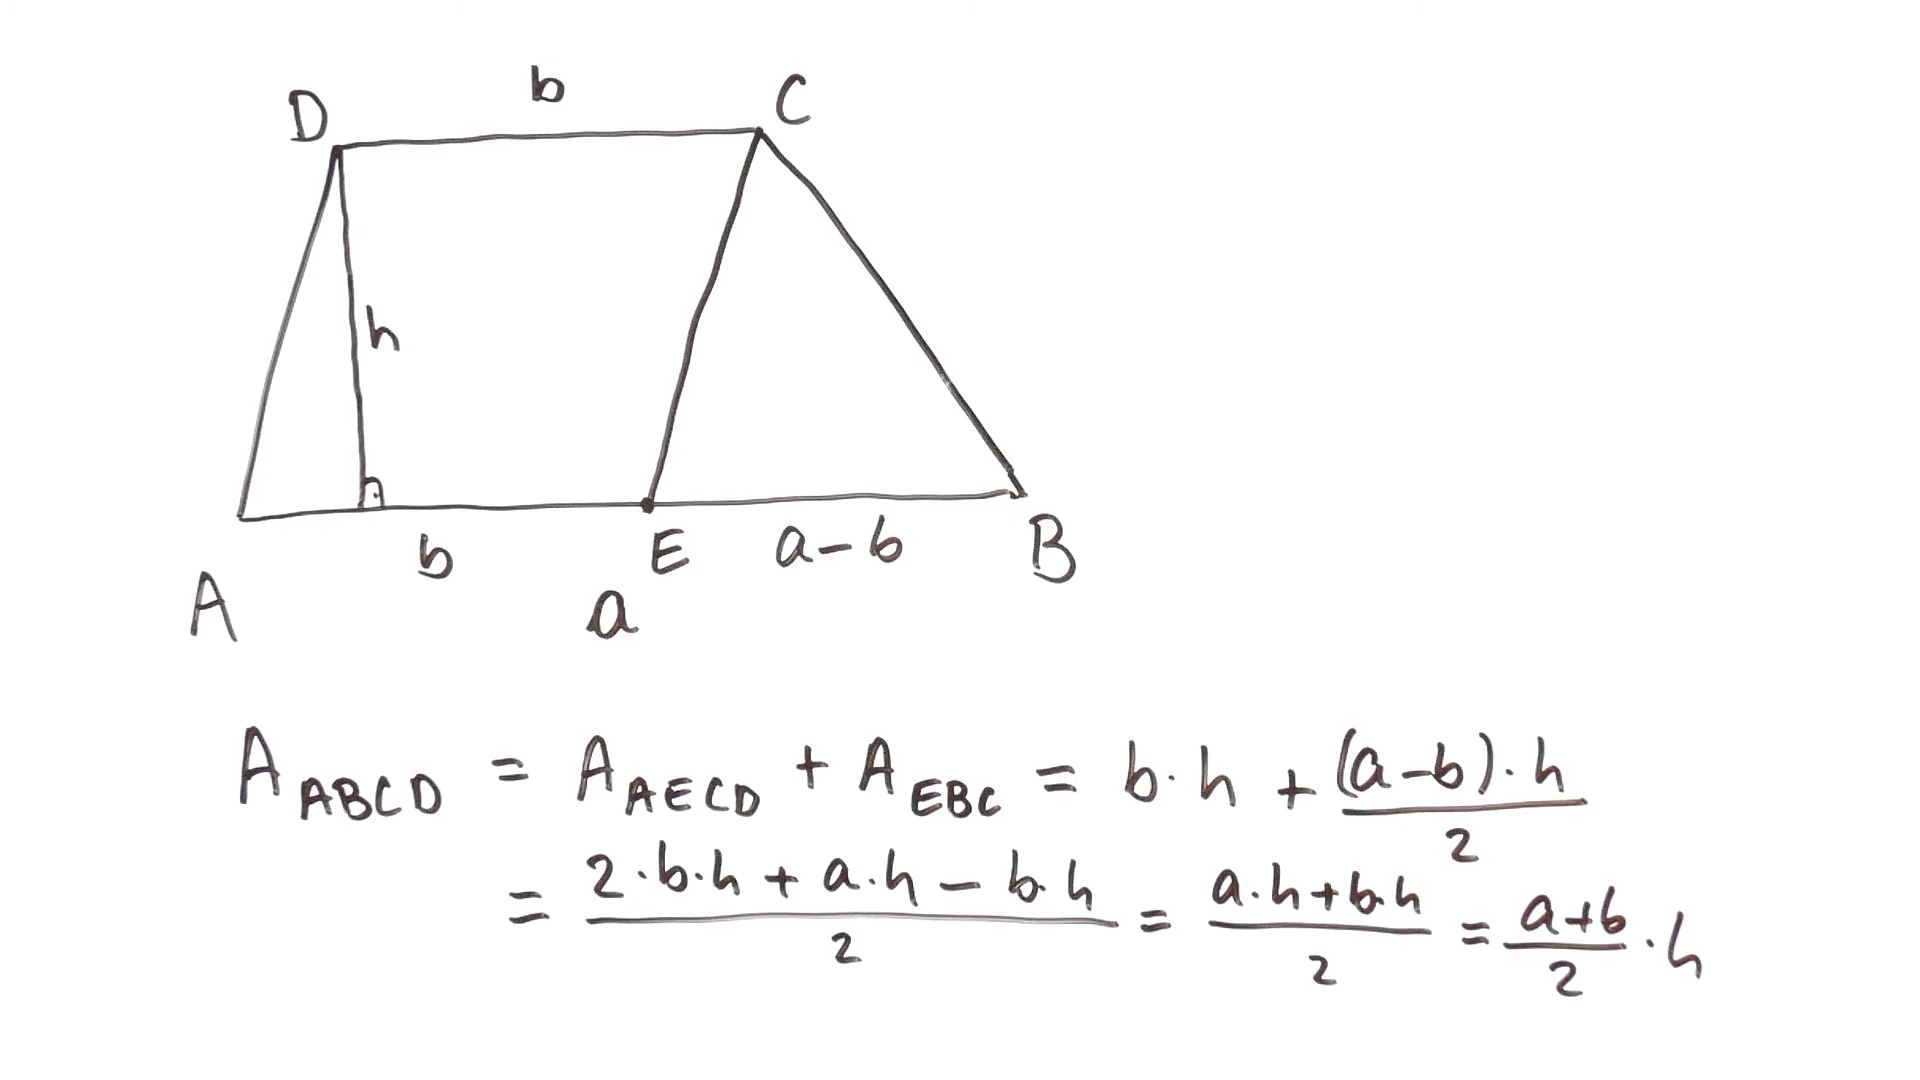 b
D C
h
b E a-b B
A a
A_ABCD = A_AECD + A_EBC = b·h + (a-b)·h/2
= 2·b·h + a·h - b·h/2 = a·h+b·h/2 = a+b/2 · h